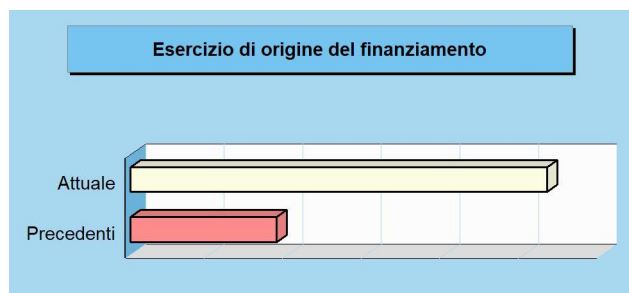 Esercizio di origine del finanziamento
Attuale
Precedenti